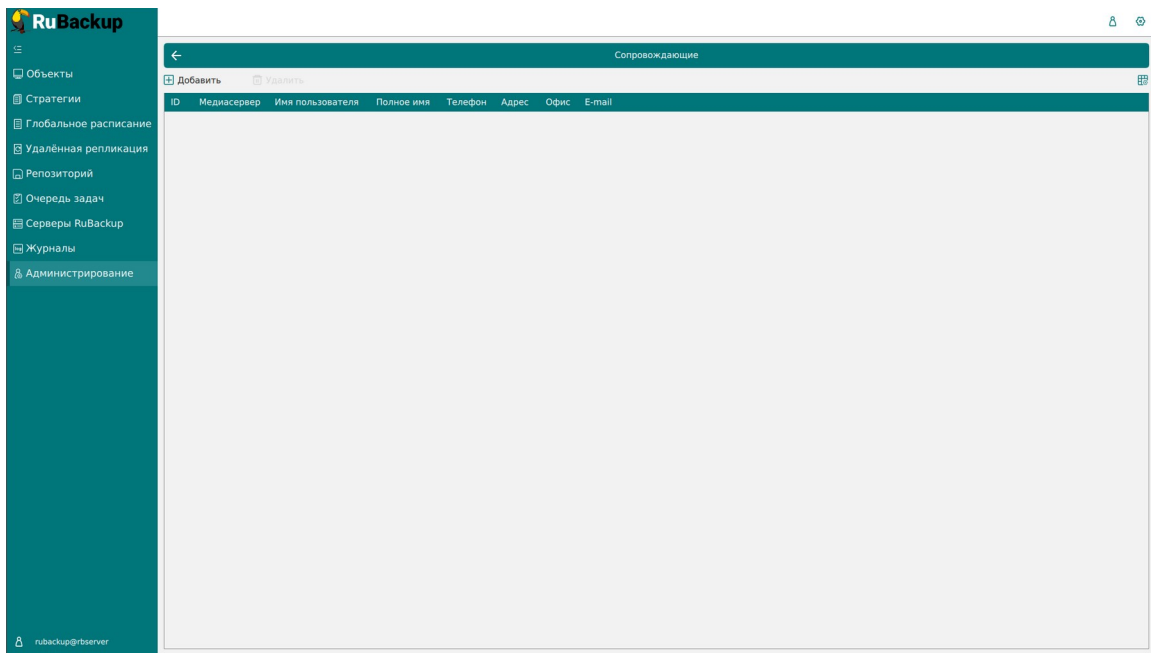 RuBackup
Сопровождающие
Объекты
Добавить Удалить
Стратегии
ID Медиасервер Имя пользователя Полное имя Телефон Адрес Офис E-mail
Глобальное расписание
Удалённая репликация
Репозиторий
Очередь задач
Серверы RuBackup
Журналы
Администрирование
rubackup@rbserver